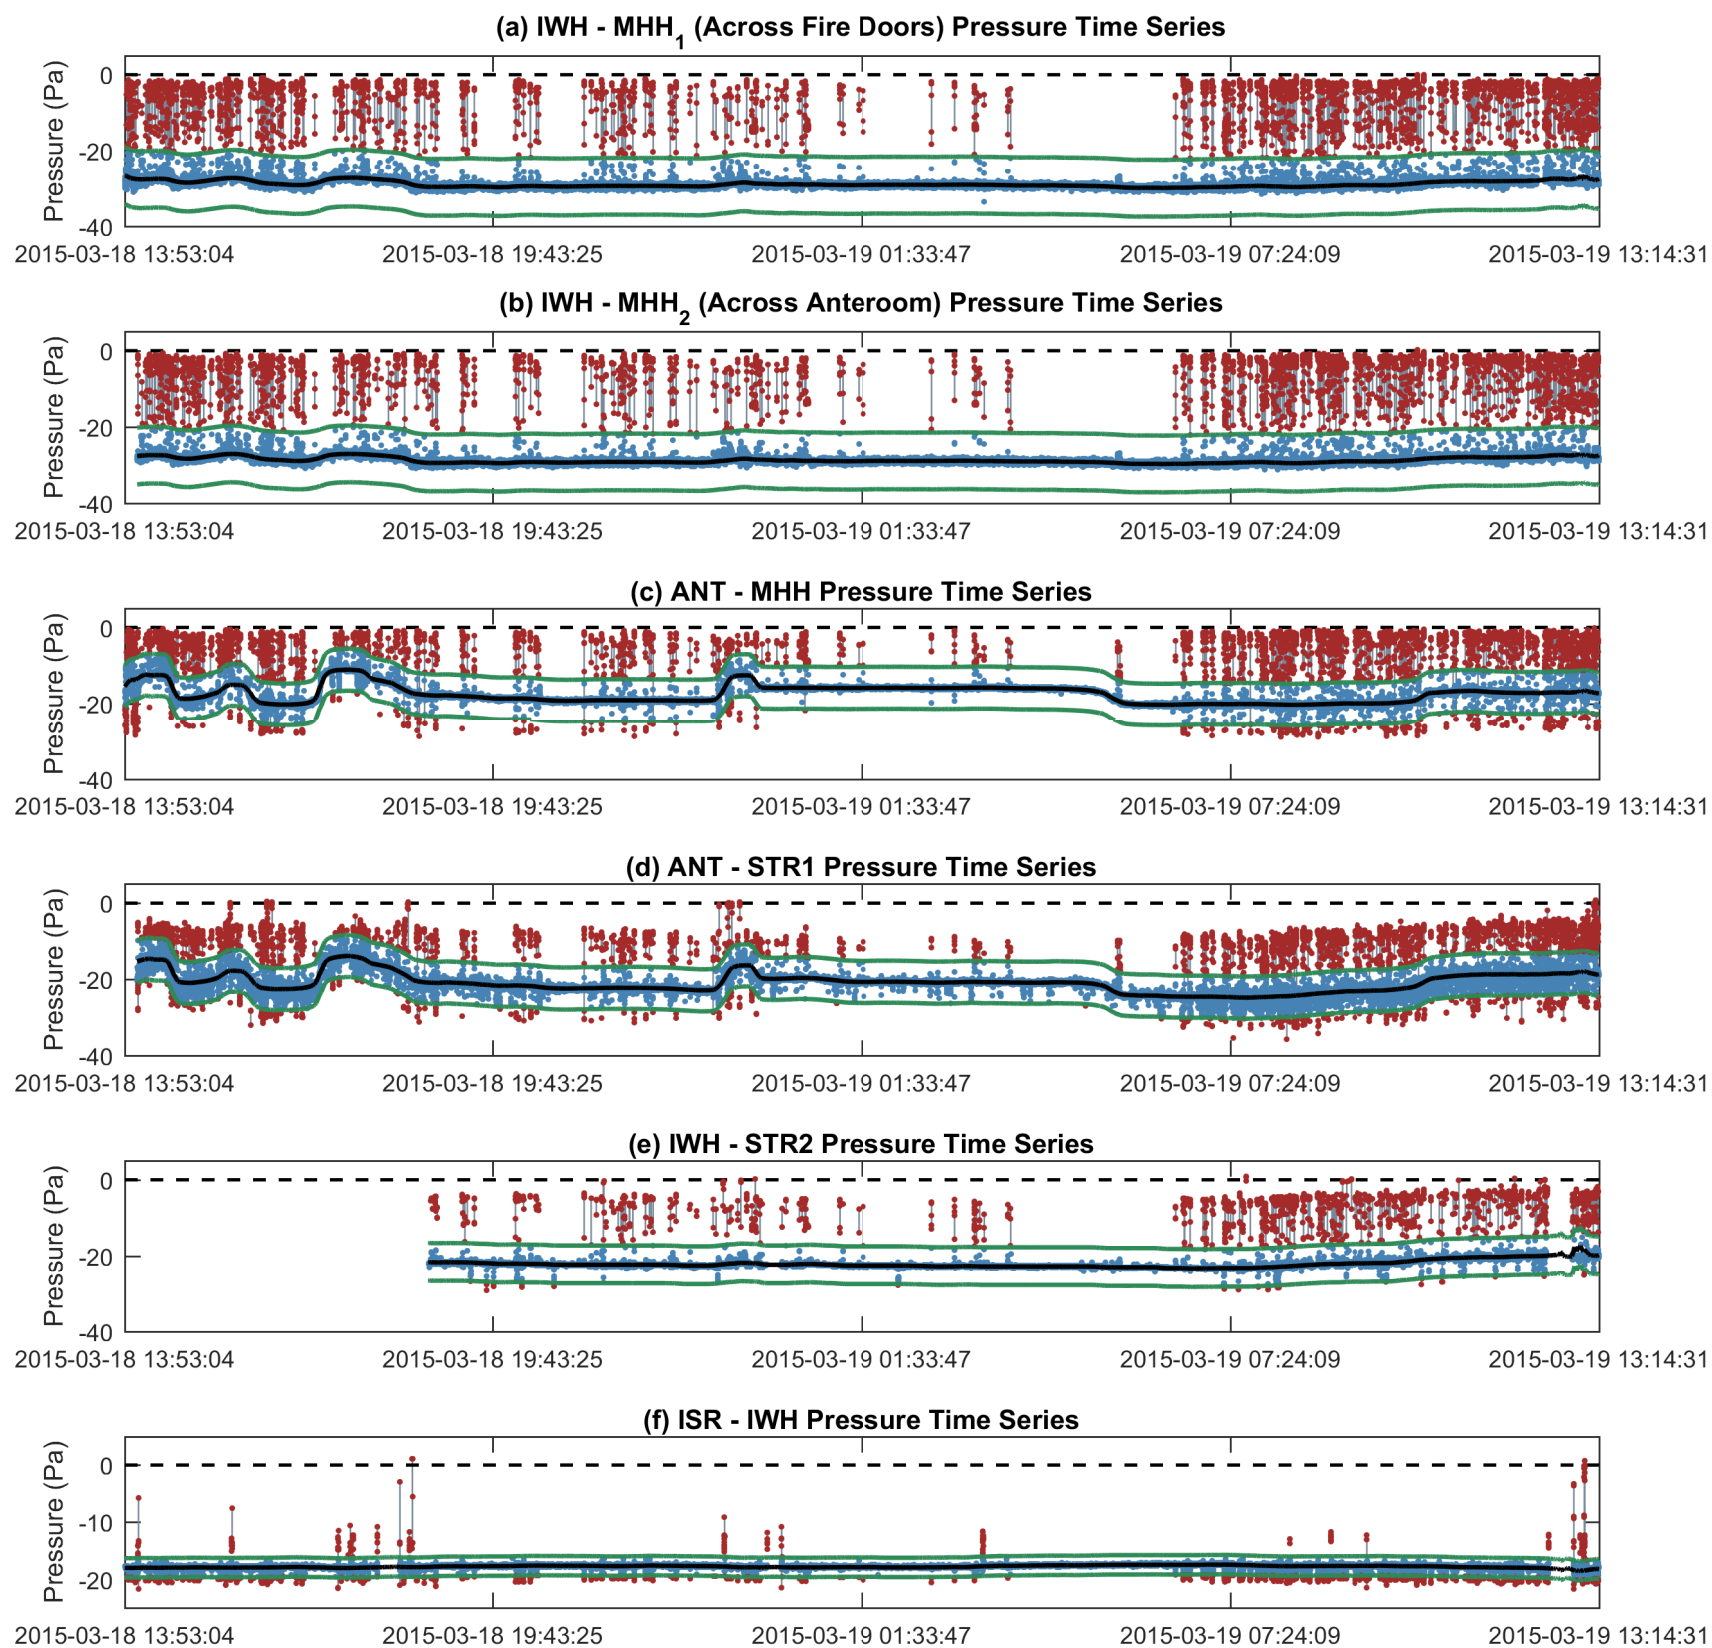 (a) IWH - MHH1 (Across Fire Doors) Pressure Time Series
Pressure (Pa)
0
-20
-40
2015-03-18 13:53:04 2015-03-18 19:43:25 2015-03-19 01:33:47 2015-03-19 07:24:09 2015-03-19 13:14:31
(b) IWH - MHH2 (Across Anteroom) Pressure Time Series
Pressure (Pa)
0
-20
-40
2015-03-18 13:53:04 2015-03-18 19:43:25 2015-03-19 01:33:47 2015-03-19 07:24:09 2015-03-19 13:14:31
(c) ANT - MHH Pressure Time Series
Pressure (Pa)
0
-20
-40
2015-03-18 13:53:04 2015-03-18 19:43:25 2015-03-19 01:33:47 2015-03-19 07:24:09 2015-03-19 13:14:31
(d) ANT - STR1 Pressure Time Series
Pressure (Pa)
0
-20
-40
2015-03-18 13:53:04 2015-03-18 19:43:25 2015-03-19 01:33:47 2015-03-19 07:24:09 2015-03-19 13:14:31
(e) IWH - STR2 Pressure Time Series
Pressure (Pa)
0
-20
-40
2015-03-18 13:53:04 2015-03-18 19:43:25 2015-03-19 01:33:47 2015-03-19 07:24:09 2015-03-19 13:14:31
(f) ISR - IWH Pressure Time Series
Pressure (Pa)
0
-10
-20
2015-03-18 13:53:04 2015-03-18 19:43:25 2015-03-19 01:33:47 2015-03-19 07:24:09 2015-03-19 13:14:31